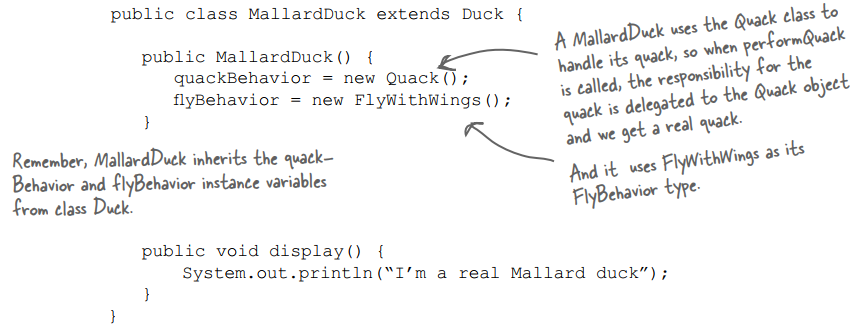 public class MallardDuck extends Duck {
public MallardDuck() {
quackBehavior = new Quack();
flyBehavior = new FlyWithWings();
}
A MallardDuck uses the Quack class to
handle its quack, so when performQuack
is called, the responsibility for the
quack is delegated to the Quack object
and we get a real quack.
And it uses FlyWithWings as its
FlyBehavior type.
Remember, MallardDuck inherits the quack-
Behavior and flyBehavior instance variables
from class Duck.
public void display() {
System.out.println(“I’m a real Mallard duck”);
}
}